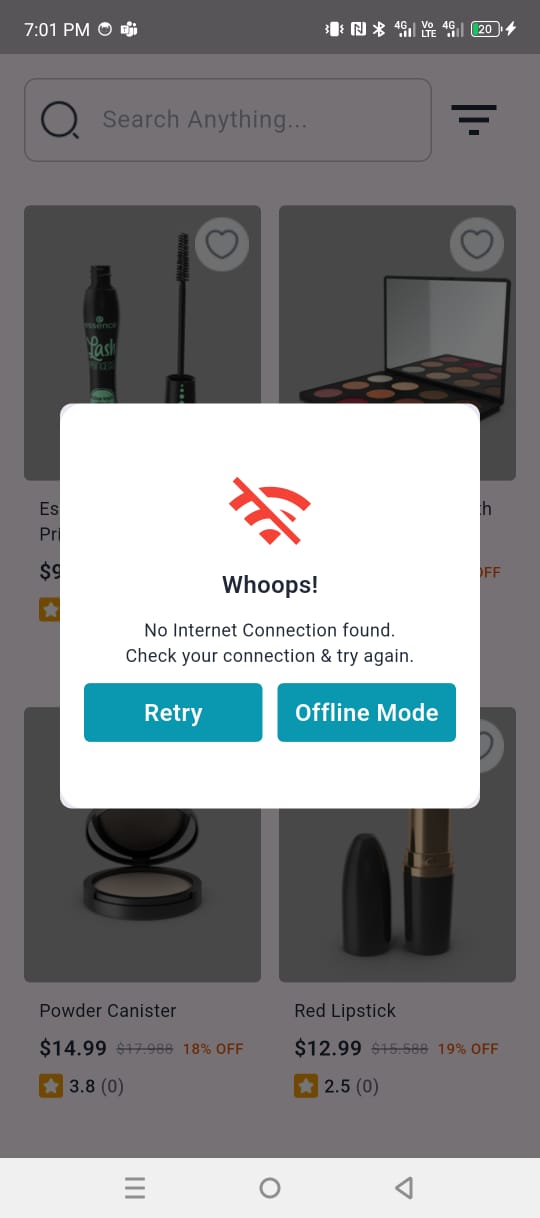 7:01 PM
4G Vo LTE 4G 20
Search Anything...
essence
Lash
PRINCESS
Es
th
Pri
$9
OFF
Whoops!
No Internet Connection found.
Check your connection & try again.
Retry
Offline Mode
Powder Canister
Red Lipstick
$14.99 $17.988 18% OFF
$12.99 $15.588 19% OFF
3.8 (0)
2.5 (0)